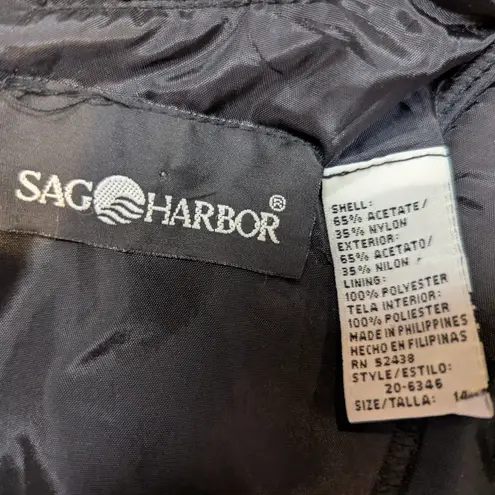 SAG HARBOR®
SHELL:
65% ACETATE/
35% NYLON
EXTERIOR:
65% ACETATO/
35% NILON
LINING:
100% POLYESTER
TELA INTERIOR:
100% POLIESTER
MADE IN PHILIPPINES
HECHO EN FILIPINAS
RN 52438
STYLE/ESTILO:
20-6346
SIZE/TALLA: 14